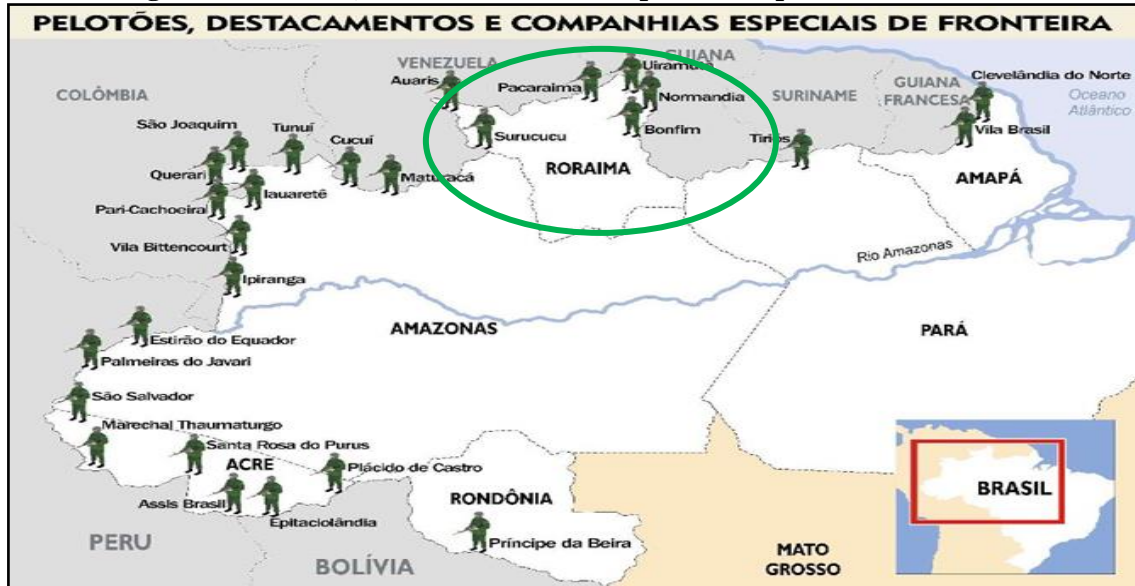 PELOTÕES, DESTACAMENTOS E COMPANHIAS ESPECIAIS DE FRONTEIRA
VENEZUELA
GUIANA
Auaris
Pacaraima
Uiramutã
Normandia
SURINAME
GUIANA
FRANCESA
Clevelândia do Norte
Oceano
Atlântico
COLÔMBIA
São Joaquim
Tunuí
Cucuí
Surucucu
Bonfim
Tiriós
Vila Brasil
Querari
Iauaretê
Maturacá
RORAIMA
AMAPÁ
Pari-Cachoeira
Vila Bittencourt
Rio Amazonas
Ipiranga
AMAZONAS
PARÁ
Estirão do Equador
Palmeiras do Javari
São Salvador
Marechal Thaumaturgo
Santa Rosa do Purus
ACRE
Plácido de Castro
Assis Brasil
Epitaciolândia
RONDÔNIA
BRASIL
PERU
Príncipe da Beira
BOLÍVIA
MATO
GROSSO